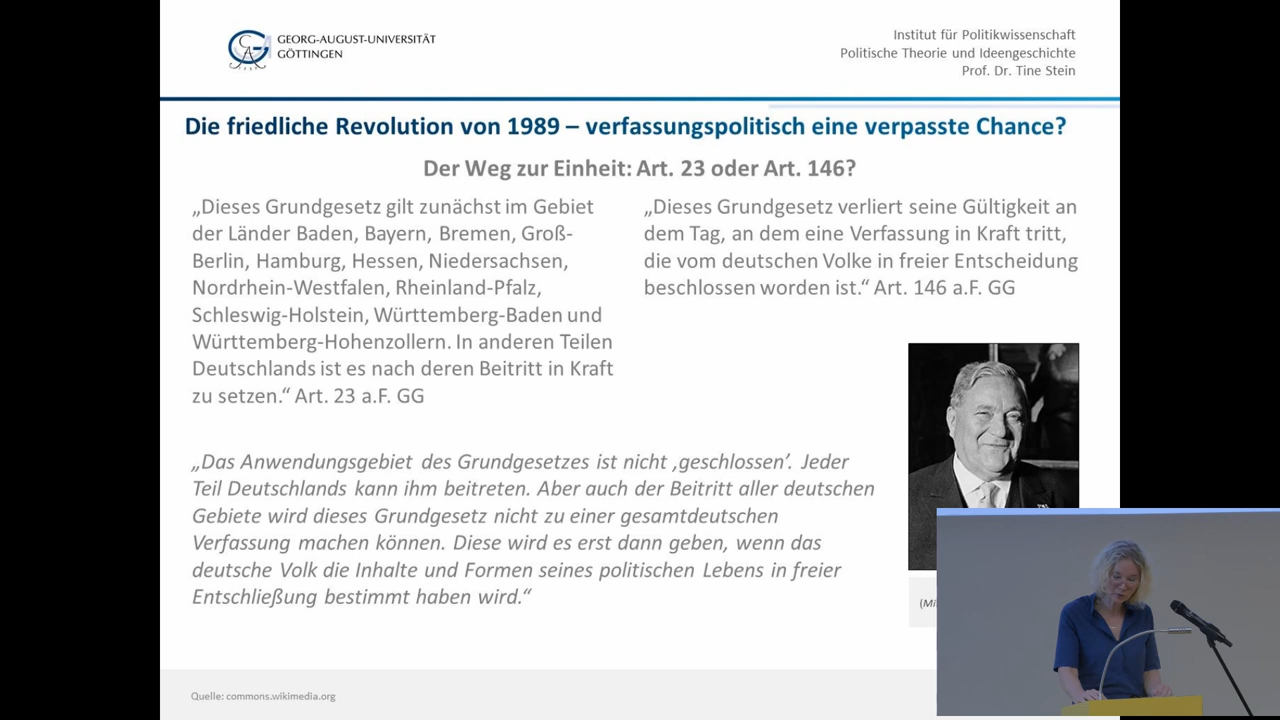 GEORG-AUGUST-UNIVERSITÄT
GÖTTINGEN
Institut für Politikwissenschaft
Politische Theorie und Ideengeschichte
Prof. Dr. Tine Stein
Die friedliche Revolution von 1989 – verfassungspolitisch eine verpasste Chance?
Der Weg zur Einheit: Art. 23 oder Art. 146?
„Dieses Grundgesetz gilt zunächst im Gebiet
der Länder Baden, Bayern, Bremen, Groß-
Berlin, Hamburg, Hessen, Niedersachsen,
Nordrhein-Westfalen, Rheinland-Pfalz,
Schleswig-Holstein, Württemberg-Baden und
Württemberg-Hohenzollern. In anderen Teilen
Deutschlands ist es nach deren Beitritt in Kraft
zu setzen.“ Art. 23 a.F. GG
„Dieses Grundgesetz verliert seine Gültigkeit an
dem Tag, an dem eine Verfassung in Kraft tritt,
die vom deutschen Volke in freier Entscheidung
beschlossen worden ist.“ Art. 146 a.F. GG
„Das Anwendungsgebiet des Grundgesetzes ist nicht ‚geschlossen’. Jeder
Teil Deutschlands kann ihm beitreten. Aber auch der Beitritt aller deutschen
Gebiete wird dieses Grundgesetz nicht zu einer gesamtdeutschen
Verfassung machen können. Diese wird es erst dann geben, wenn das
deutsche Volk die Inhalte und Formen seines politischen Lebens in freier
Entschließung bestimmt haben wird.“
Quelle: commons.wikimedia.org